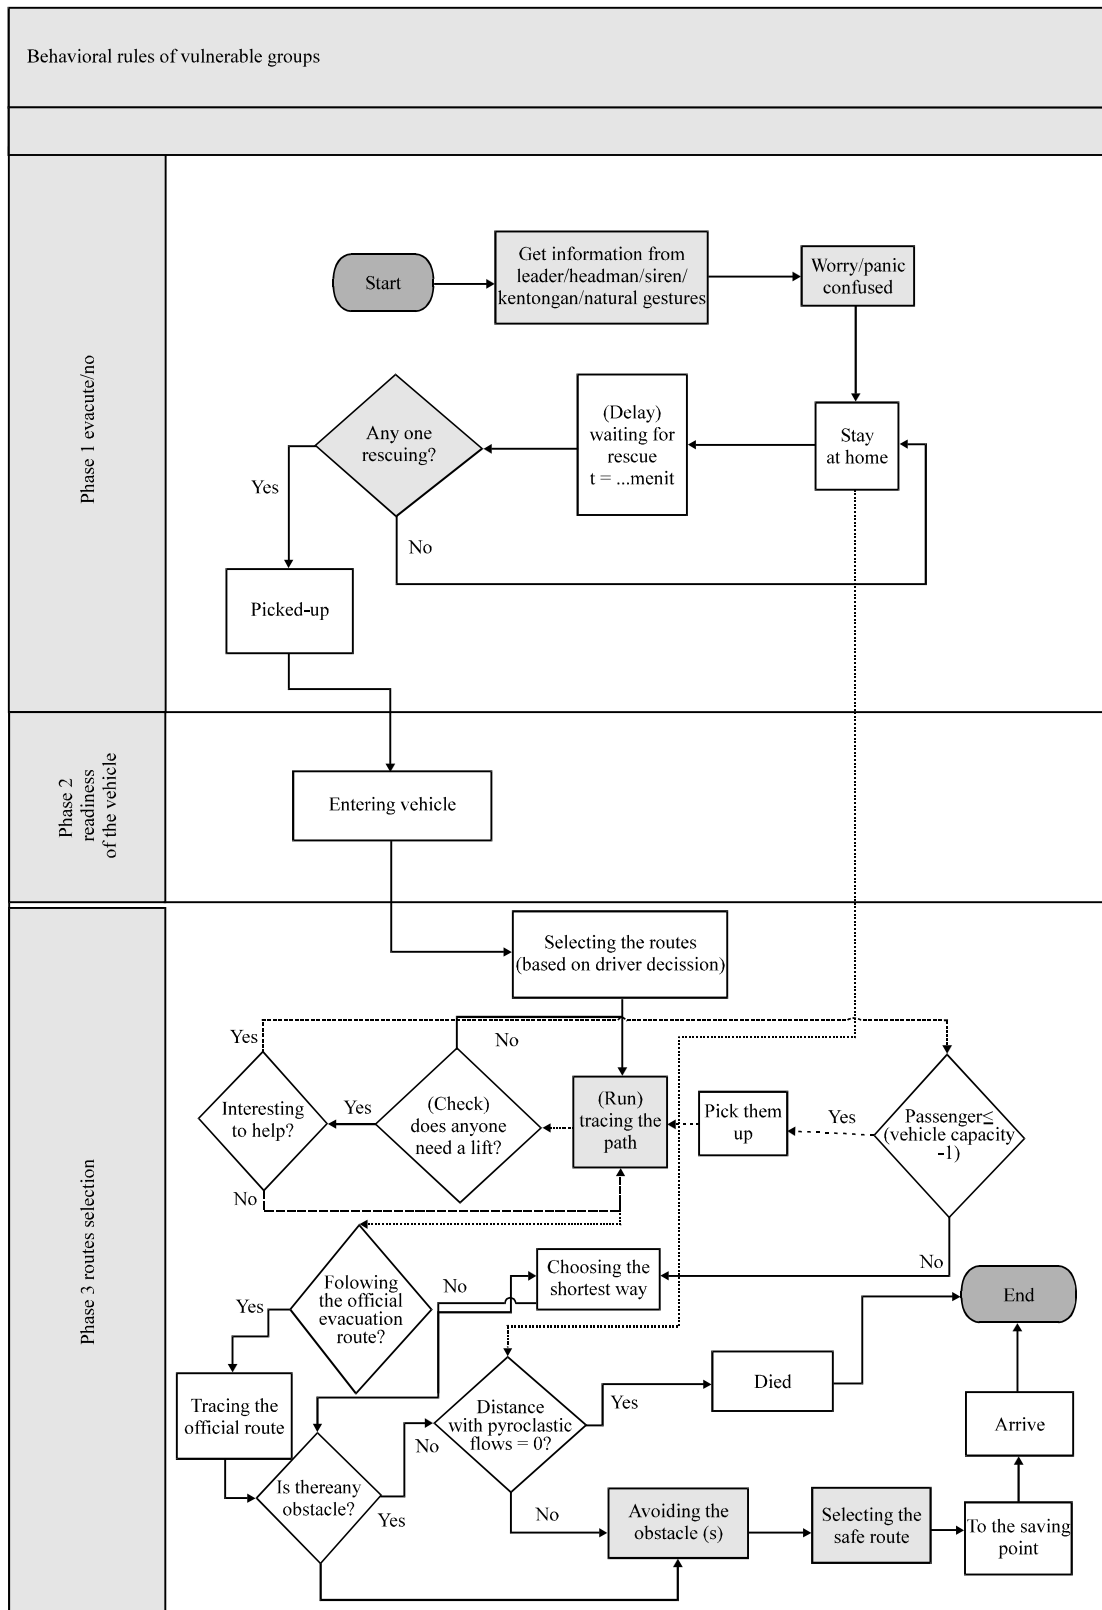 Behavioral rules of vulnerable groups
Phase 1 evacute/no
Start
Get information from
leader/headman/siren/
kentongan/natural gestures
Worry/panic
confused
Any one
rescuing?
(Delay)
waiting for
rescue
t = ...menit
Stay
at home
Yes
No
Picked-up
Phase 2
readiness
of the vehicle
Entering vehicle
Phase 3 routes selection
Selecting the routes
(based on driver decission)
Yes
No
Interesting
to help?
Yes
(Check)
does anyone
need a lift?
(Run)
tracing the
path
Pick them
up
Yes
Passenger≤
(vehicle capacity
-1)
No
No
Folowing
the official
evacuation
route?
Yes
No
Choosing the
shortest way
End
Tracing the
official route
Distance
with pyroclastic
flows = 0?
Yes
Died
Arrive
No
Is thereany
obstacle?
Yes
No
Avoiding the
obstacle (s)
Selecting the
safe route
To the saving
point